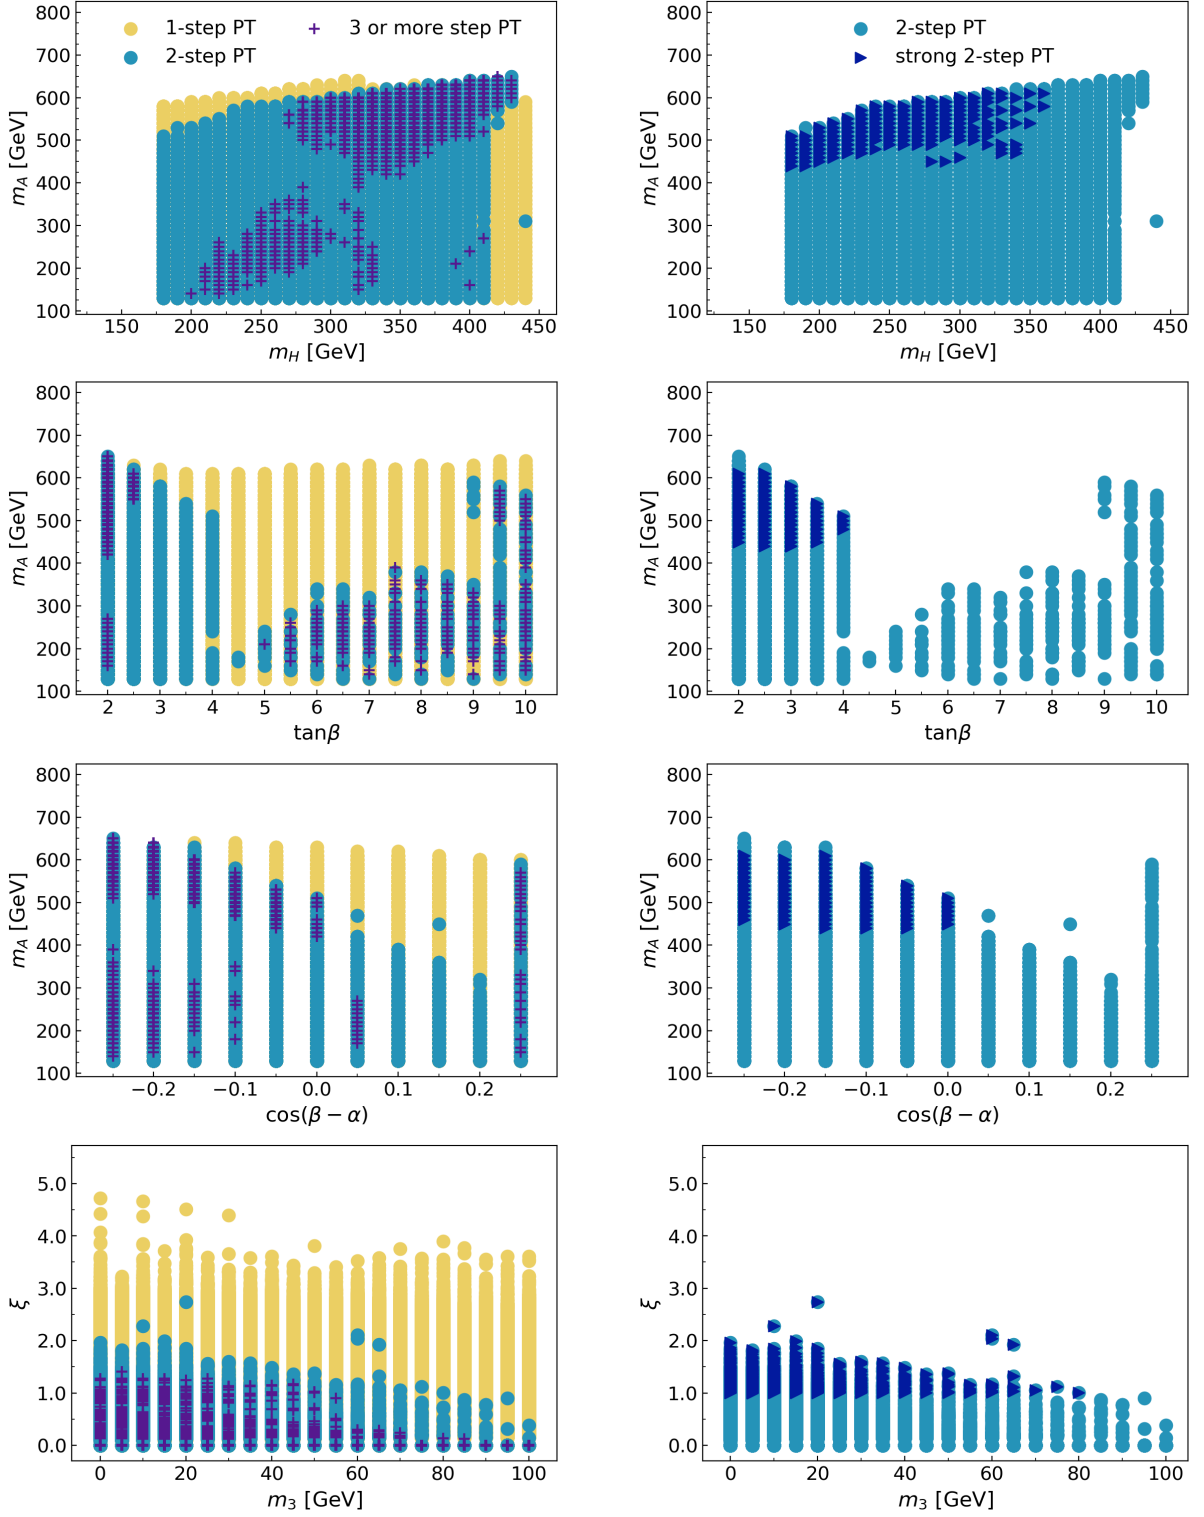 1-step PT
3 or more step PT
2-step PT
800
700
600
500
400
300
200
100
m_A [GeV]
150 200 250 300 350 400 450
m_H [GeV]
2-step PT
strong 2-step PT
800
700
600
500
400
300
200
100
m_A [GeV]
150 200 250 300 350 400 450
m_H [GeV]
800
700
600
500
400
300
200
100
m_A [GeV]
2 3 4 5 6 7 8 9 10
tanβ
800
700
600
500
400
300
200
100
m_A [GeV]
2 3 4 5 6 7 8 9 10
tanβ
800
700
600
500
400
300
200
100
m_A [GeV]
−0.2 −0.1 0.0 0.1 0.2
cos(β − α)
800
700
600
500
400
300
200
100
m_A [GeV]
−0.2 −0.1 0.0 0.1 0.2
cos(β − α)
5.0
4.0
3.0
2.0
1.0
0.0
ξ
0 20 40 60 80 100
m_3 [GeV]
5.0
4.0
3.0
2.0
1.0
0.0
ξ
0 20 40 60 80 100
m_3 [GeV]